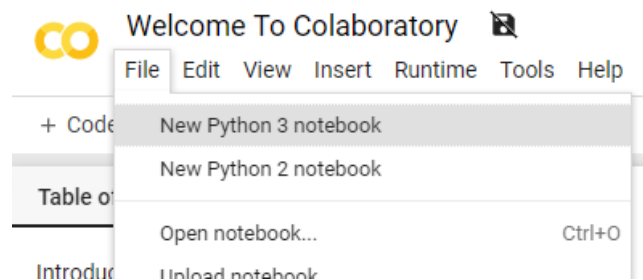 CO Welcome To Colaboratory
File Edit View Insert Runtime Tools Help
+ Code
New Python 3 notebook
New Python 2 notebook
Table of
Open notebook... Ctrl+O
Introduc
Upload notebook